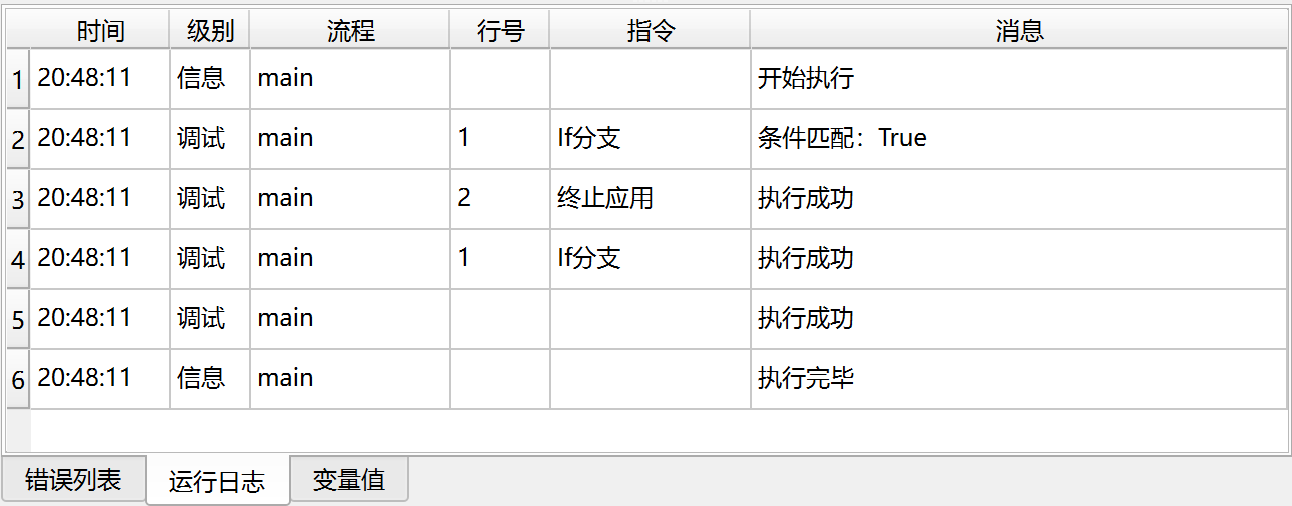 时间 级别 流程 行号 指令 消息
1 20:48:11 信息 main 开始执行
2 20:48:11 调试 main 1 If分支 条件匹配：True
3 20:48:11 调试 main 2 终止应用 执行成功
4 20:48:11 调试 main 1 If分支 执行成功
5 20:48:11 调试 main 执行成功
6 20:48:11 信息 main 执行完毕
错误列表 运行日志 变量值